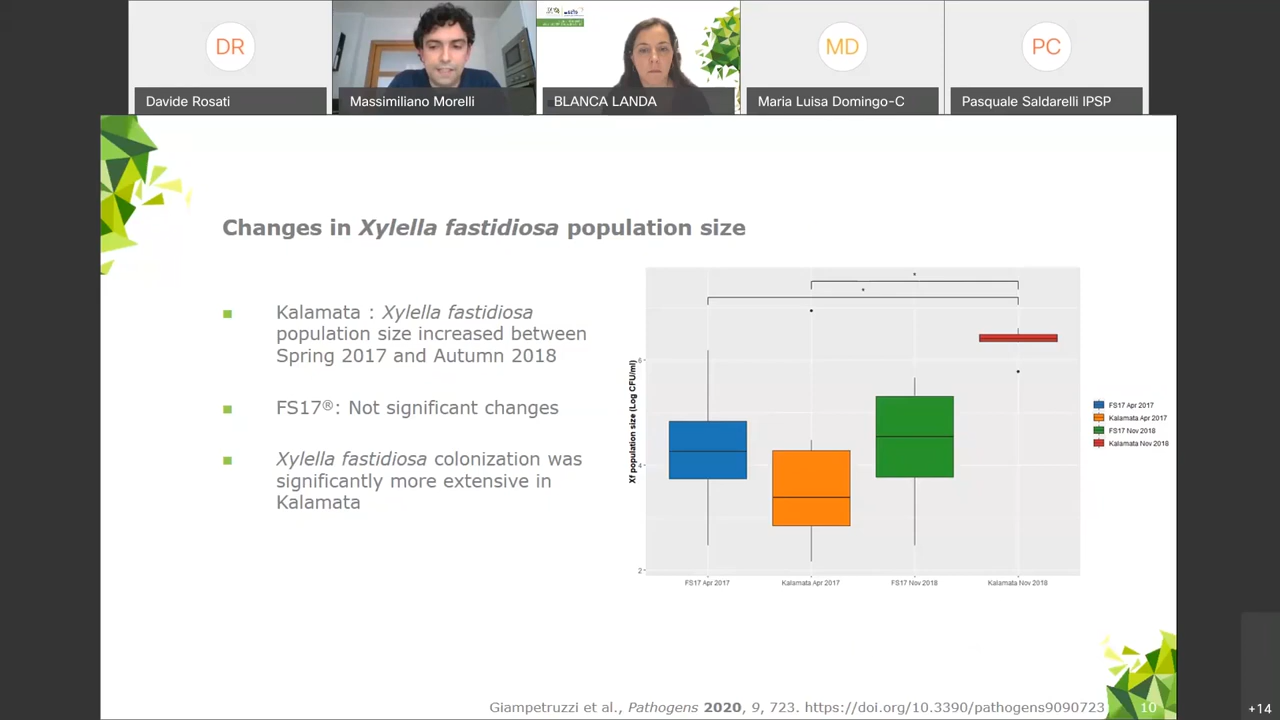 DR
MD
PC
Davide Rosati
Massimiliano Morelli
BLANCA LANDA
Maria Luisa Domingo-C
Pasquale Saldarelli IPSP
Changes in Xylella fastidiosa population size
Kalamata : Xylella fastidiosa
population size increased between
Spring 2017 and Autumn 2018
FS17®: Not significant changes
Xylella fastidiosa colonization was
significantly more extensive in
Kalamata
*
*
Xf population size (Log CFU/ml)
6
4
2
FS17 Apr 2017
Kalamata Apr 2017
FS17 Nov 2018
Kalamata Nov 2018
FS17 Apr 2017
Kalamata Apr 2017
FS17 Nov 2018
Kalamata Nov 2018
Giampetruzzi et al., Pathogens 2020, 9, 723. https://doi.org/10.3390/pathogens9090723
10
+14